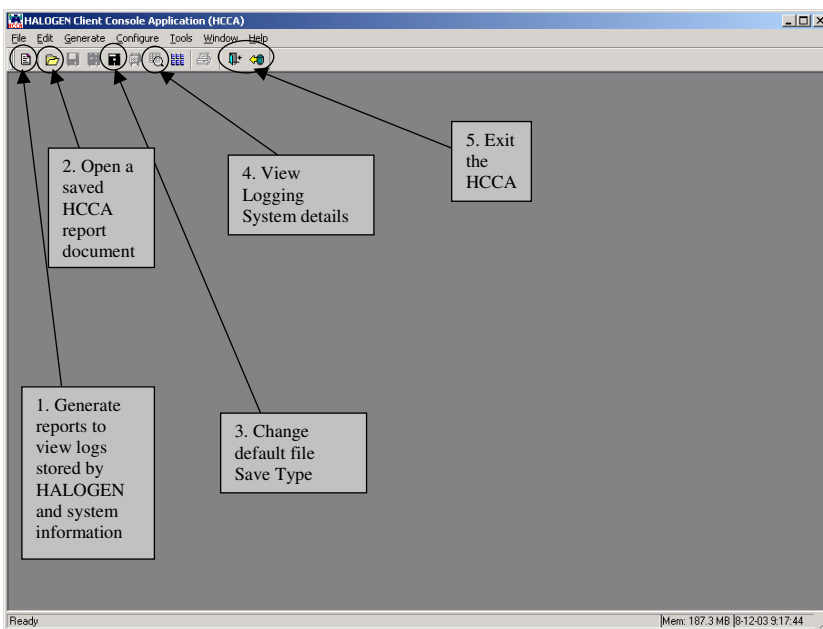 HALOGEN Client Console Application (HCCA)
File Edit Generate Configure Tools Window Help
2. Open a
saved
HCCA
report
document
4. View
Logging
System details
5. Exit
the
HCCA
1. Generate
reports to
view logs
stored by
HALOGEN
and system
information
3. Change
default file
Save Type
Ready
Mem: 187.3 MB 8-12-03 9:17:44